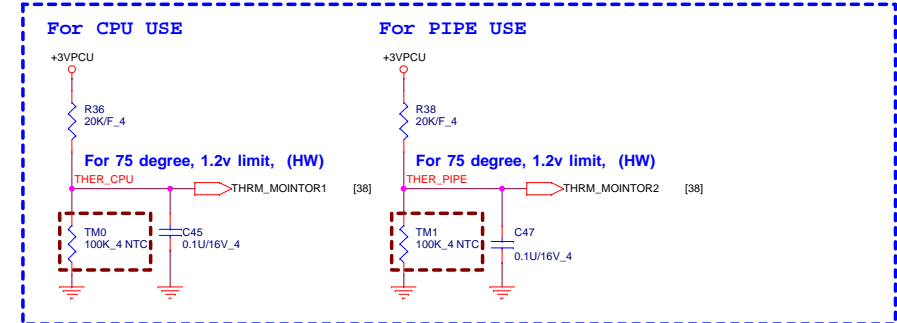 For CPU USE
For PIPE USE
+3VPCU
+3VPCU
R36
20K/F_4
R38
20K/F_4
For 75 degree, 1.2v limit, (HW)
For 75 degree, 1.2v limit, (HW)
THER_CPU
THRM_MOINTOR1
[38]
THER_PIPE
THRM_MOINTOR2
[38]
TM0
100K_4 NTC
C45
0.1U/16V_4
TM1
100K_4 NTC
C47
0.1U/16V_4